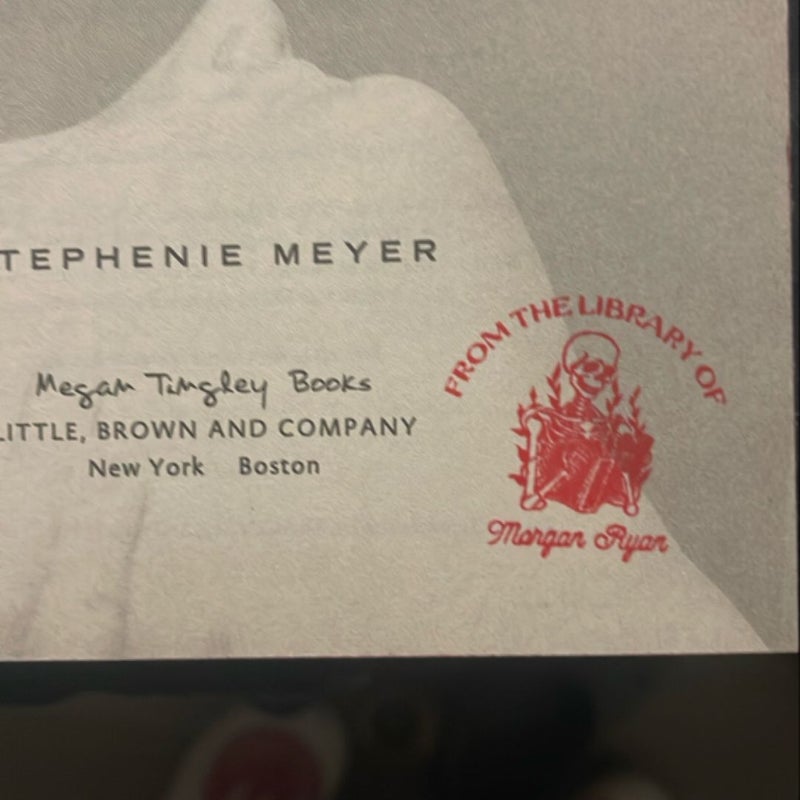 TEPHENIE MEYER
Megan Tingley Books
LITTLE, BROWN AND COMPANY
New York Boston
FROM THE LIBRARY OF
Morgan Ryan